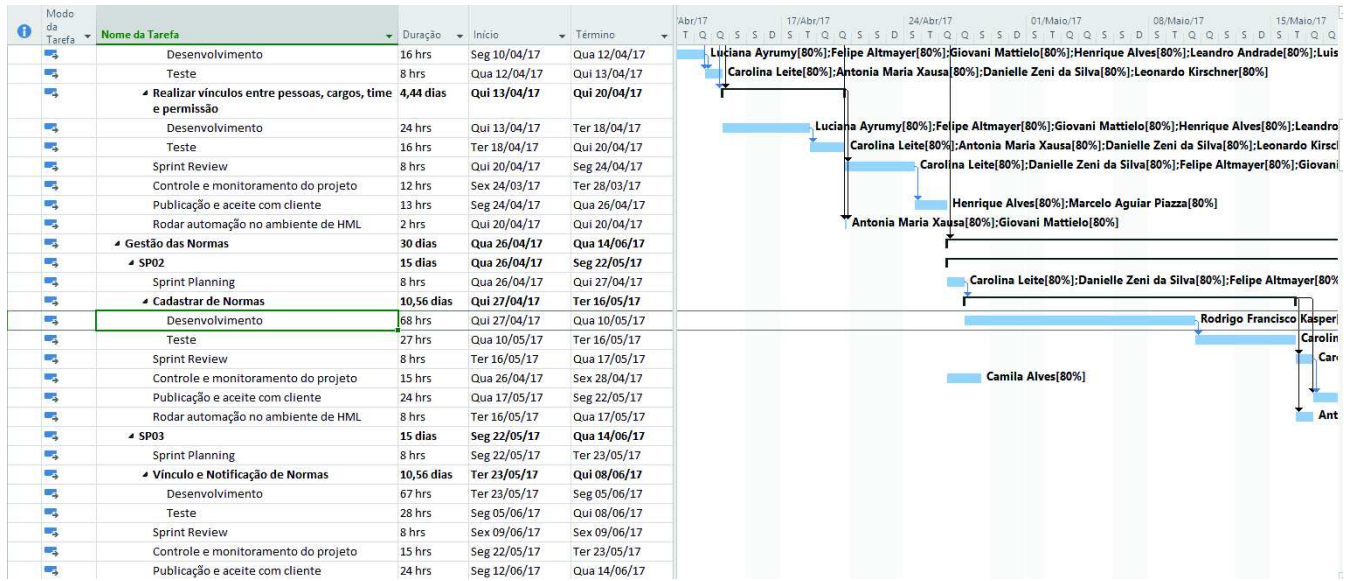 Modo da Tarefa Nome da Tarefa Duração Início Término
/Abr/17 17/Abr/17 24/Abr/17 01/Maio/17 08/Maio/17 15/Maio/17
T Q Q S S D S T Q Q S S D S T Q Q S S D S T Q Q S S D S T Q Q S S D S T Q Q
Desenvolvimento 16 hrs Seg 10/04/17 Qua 12/04/17 Luciana Ayrumy[80%];Felipe Altmayer[80%];Giovani Mattielo[80%];Henrique Alves[80%];Leandro Andrade[80%];Luis
Teste 8 hrs Qua 12/04/17 Qui 13/04/17 Carolina Leite[80%];Antonia Maria Xausa[80%];Danielle Zeni da Silva[80%];Leonardo Kirschner[80%]
Realizar vínculos entre pessoas, cargos, time e permissão 4,44 dias Qui 13/04/17 Qui 20/04/17
Desenvolvimento 24 hrs Qui 13/04/17 Ter 18/04/17 Luciana Ayrumy[80%];Felipe Altmayer[80%];Giovani Mattielo[80%];Henrique Alves[80%];Leandro
Teste 16 hrs Ter 18/04/17 Qui 20/04/17 Carolina Leite[80%];Antonia Maria Xausa[80%];Danielle Zeni da Silva[80%];Leonardo Kirscl
Sprint Review 8 hrs Qui 20/04/17 Seg 24/04/17 Carolina Leite[80%];Danielle Zeni da Silva[80%];Felipe Altmayer[80%];Giovani
Controle e monitoramento do projeto 12 hrs Sex 24/03/17 Ter 28/03/17
Publicação e aceite com cliente 13 hrs Seg 24/04/17 Qua 26/04/17 Henrique Alves[80%];Marcelo Aguiar Piazza[80%]
Rodar automação no ambiente de HML 2 hrs Qui 20/04/17 Qui 20/04/17 Antonia Maria Xausa[80%];Giovani Mattielo[80%]
Gestão das Normas 30 dias Qua 26/04/17 Qua 14/06/17
SP02 15 dias Qua 26/04/17 Seg 22/05/17
Sprint Planning 8 hrs Qua 26/04/17 Qui 27/04/17 Carolina Leite[80%];Danielle Zeni da Silva[80%];Felipe Altmayer[80%
Cadastrar de Normas 10,56 dias Qui 27/04/17 Ter 16/05/17
Desenvolvimento 68 hrs Qui 27/04/17 Qua 10/05/17 Rodrigo Francisco Kasper[
Teste 27 hrs Qua 10/05/17 Ter 16/05/17 Carolin
Sprint Review 8 hrs Ter 16/05/17 Qua 17/05/17 Car
Controle e monitoramento do projeto 15 hrs Qua 26/04/17 Sex 28/04/17 Camila Alves[80%]
Publicação e aceite com cliente 24 hrs Qua 17/05/17 Seg 22/05/17
Rodar automação no ambiente de HML 8 hrs Ter 16/05/17 Qua 17/05/17 Ant
SP03 15 dias Seg 22/05/17 Qua 14/06/17
Sprint Planning 8 hrs Seg 22/05/17 Ter 23/05/17
Vínculo e Notificação de Normas 10,56 dias Ter 23/05/17 Qui 08/06/17
Desenvolvimento 67 hrs Ter 23/05/17 Seg 05/06/17
Teste 28 hrs Seg 05/06/17 Qui 08/06/17
Sprint Review 8 hrs Sex 09/06/17 Sex 09/06/17
Controle e monitoramento do projeto 15 hrs Seg 22/05/17 Ter 23/05/17
Publicação e aceite com cliente 24 hrs Seg 12/06/17 Qua 14/06/17